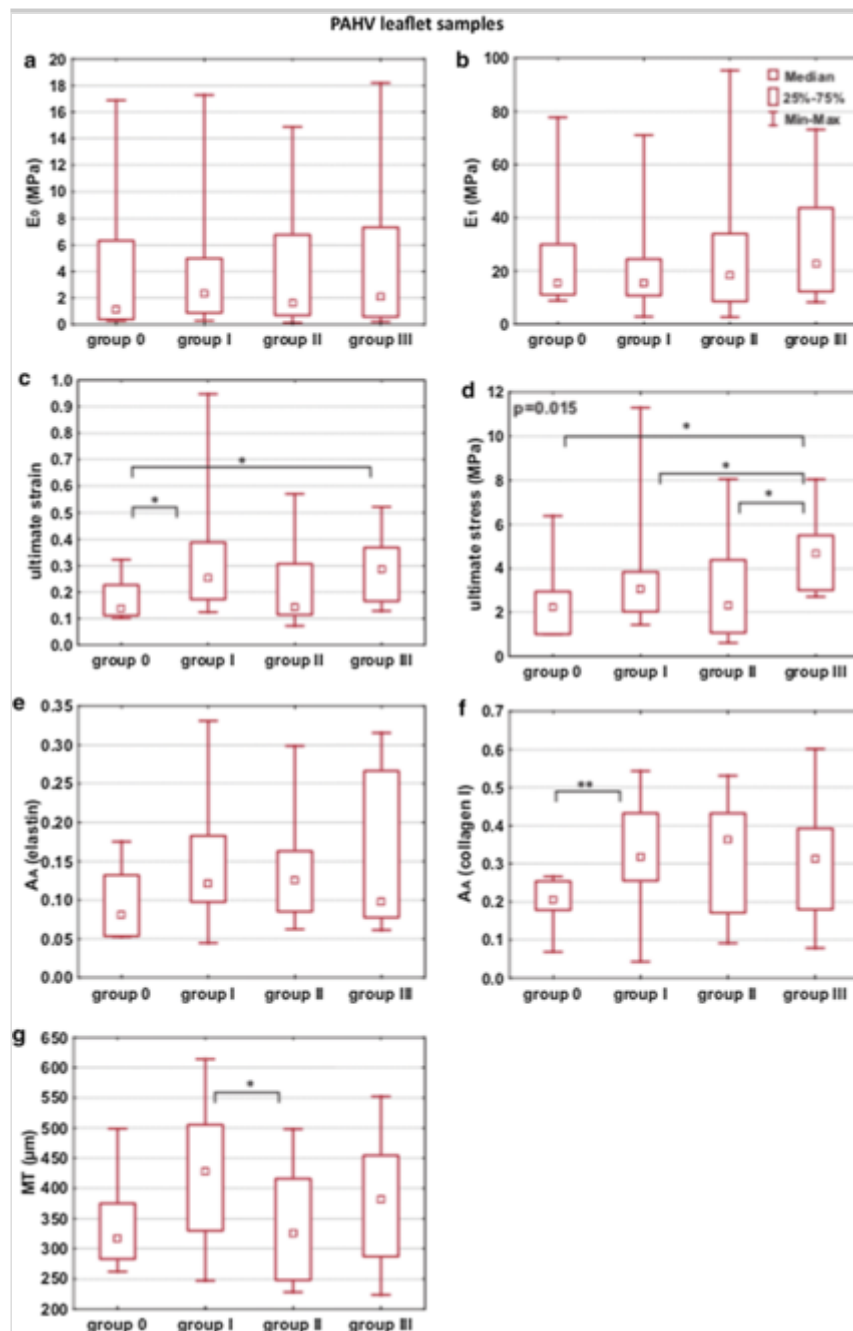 PAHV leaflet samples
a
20
18
16
14
12
10
8
6
4
2
0
E₀ (MPa)
group 0 group I group II group III
b
100
80
60
40
20
0
E₁ (MPa)
Median
25%-75%
Min-Max
group 0 group I group II group III
c
1.0
0.9
0.8
0.7
0.6
0.5
0.4
0.3
0.2
0.1
0.0
ultimate strain
*
*
group 0 group I group II group III
d
12
10
8
6
4
2
0
ultimate stress (MPa)
p=0.015
*
*
*
group 0 group I group II group III
e
0.35
0.30
0.25
0.20
0.15
0.10
0.05
0.00
AA (elastin)
group 0 group I group II group III
f
0.7
0.6
0.5
0.4
0.3
0.2
0.1
0.0
AA (collagen I)
**
group 0 group I group II group III
g
650
600
550
500
450
400
350
300
250
200
MT (µm)
*
group 0 group I group II group III